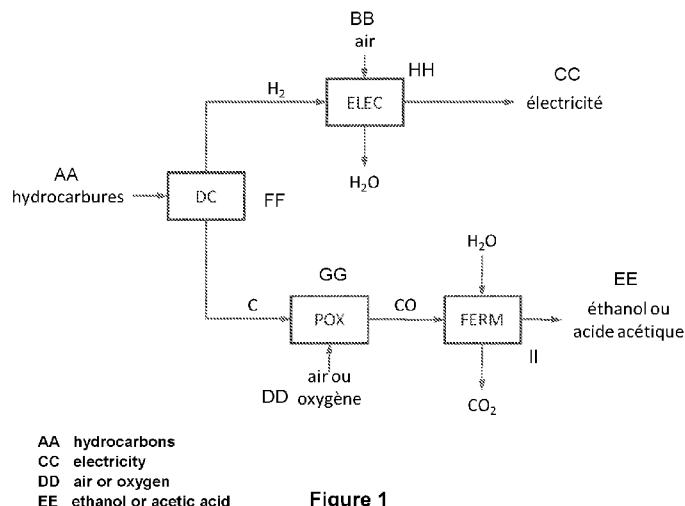 BB
air
HH
CC
électricité
H₂
ELEC
H₂O
AA
hydrocarbures
DC
FF
H₂O
GG
EE
éthanol ou
acide acétique
C
POX
CO
FERM
II
air ou
DD oxygène
CO₂
AA hydrocarbons
CC electricity
DD air or oxygen
EE ethanol or acetic acid
Figure 1